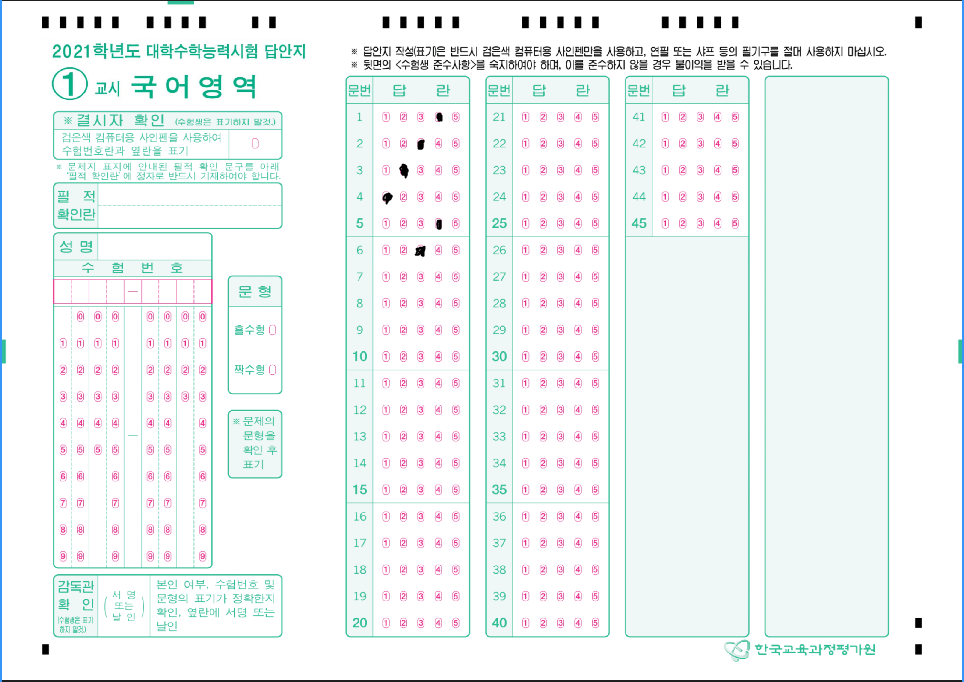 2021학년도 대학수학능력시험 답안지
① 교시 국어영역
※ 답안지 작성(표기)은 반드시 검은색 컴퓨터용 사인펜만을 사용하고, 연필 또는 샤프 등의 필기구를 절대 사용하지 마십시오.
※ 뒷면의 <수험생 준수사항>을 숙지하여야 하며, 이를 준수하지 않을 경우 불이익을 받을 수 있습니다.
※ 결시자 확인 (수험생은 표기하지 말것.)
검은색 컴퓨터용 사인펜을 사용하여
수험번호란과 옆란을 표기
※ 문제지 표지에 안내된 필적 확인 문구를 아래
'필적 확인란'에 정자로 반드시 기재하여야 합니다.
필 적
확인란
성 명
수 험 번 호
—
⓪ ⓪ ⓪ ⓪ ⓪ ⓪ ⓪
① ① ① ① ① ① ① ①
② ② ② ② ② ② ② ②
③ ③ ③ ③ ③ ③ ③ ③
④ ④ ④ ④ ④ ④ ④
—
⑤ ⑤ ⑤ ⑤ ⑤ ⑤ ⑤
⑥ ⑥ ⑥ ⑥ ⑥ ⑥
⑦ ⑦ ⑦ ⑦ ⑦ ⑦
⑧ ⑧ ⑧ ⑧ ⑧ ⑧
⑨ ⑨ ⑨ ⑨ ⑨ ⑨
문 형
홀수형
짝수형
※ 문제의
문형을
확인 후
표기
감독관
확 인
(수험생은 표기
하지 말것)
( 서 명
또는
날 인 )
본인 여부, 수험번호 및
문형의 표기가 정확한지
확인, 옆란에 서명 또는
날인
문번 답 란
1 ① ② ③ ⑤
2 ① ② ④ ⑤
3 ① ③ ④ ⑤
4 ② ③ ④ ⑤
5 ① ② ③ ⑤
6 ① ② ④ ⑤
7 ① ② ③ ④ ⑤
8 ① ② ③ ④ ⑤
9 ① ② ③ ④ ⑤
10 ① ② ③ ④ ⑤
11 ① ② ③ ④ ⑤
12 ① ② ③ ④ ⑤
13 ① ② ③ ④ ⑤
14 ① ② ③ ④ ⑤
15 ① ② ③ ④ ⑤
16 ① ② ③ ④ ⑤
17 ① ② ③ ④ ⑤
18 ① ② ③ ④ ⑤
19 ① ② ③ ④ ⑤
20 ① ② ③ ④ ⑤
문번 답 란
21 ① ② ③ ④ ⑤
22 ① ② ③ ④ ⑤
23 ① ② ③ ④ ⑤
24 ① ② ③ ④ ⑤
25 ① ② ③ ④ ⑤
26 ① ② ③ ④ ⑤
27 ① ② ③ ④ ⑤
28 ① ② ③ ④ ⑤
29 ① ② ③ ④ ⑤
30 ① ② ③ ④ ⑤
31 ① ② ③ ④ ⑤
32 ① ② ③ ④ ⑤
33 ① ② ③ ④ ⑤
34 ① ② ③ ④ ⑤
35 ① ② ③ ④ ⑤
36 ① ② ③ ④ ⑤
37 ① ② ③ ④ ⑤
38 ① ② ③ ④ ⑤
39 ① ② ③ ④ ⑤
40 ① ② ③ ④ ⑤
문번 답 란
41 ① ② ③ ④ ⑤
42 ① ② ③ ④ ⑤
43 ① ② ③ ④ ⑤
44 ① ② ③ ④ ⑤
45 ① ② ③ ④ ⑤
한국교육과정평가원